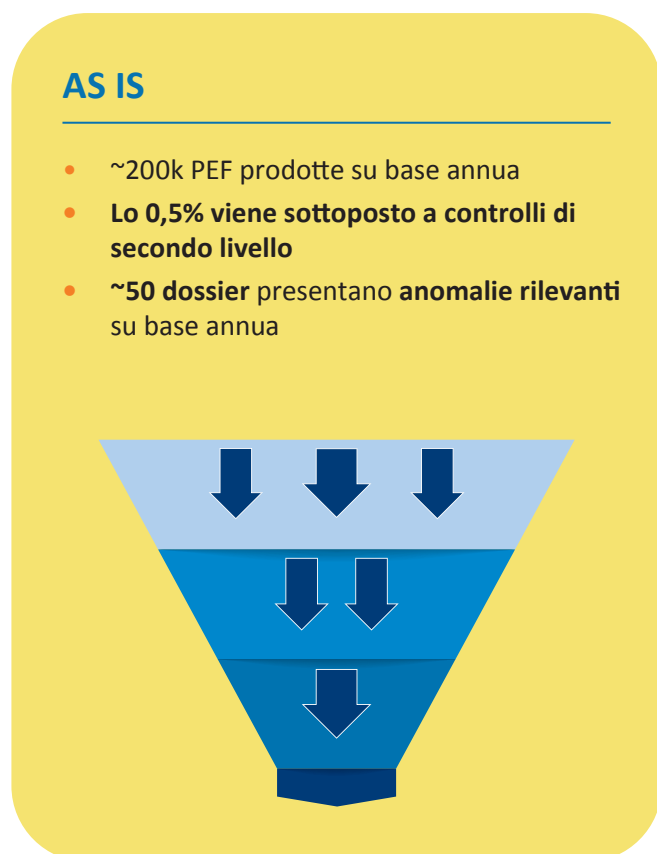 AS IS
• ~200k PEF prodotte su base annua
• Lo 0,5% viene sottoposto a controlli di
secondo livello
• ~50 dossier presentano anomalie rilevanti
su base annua